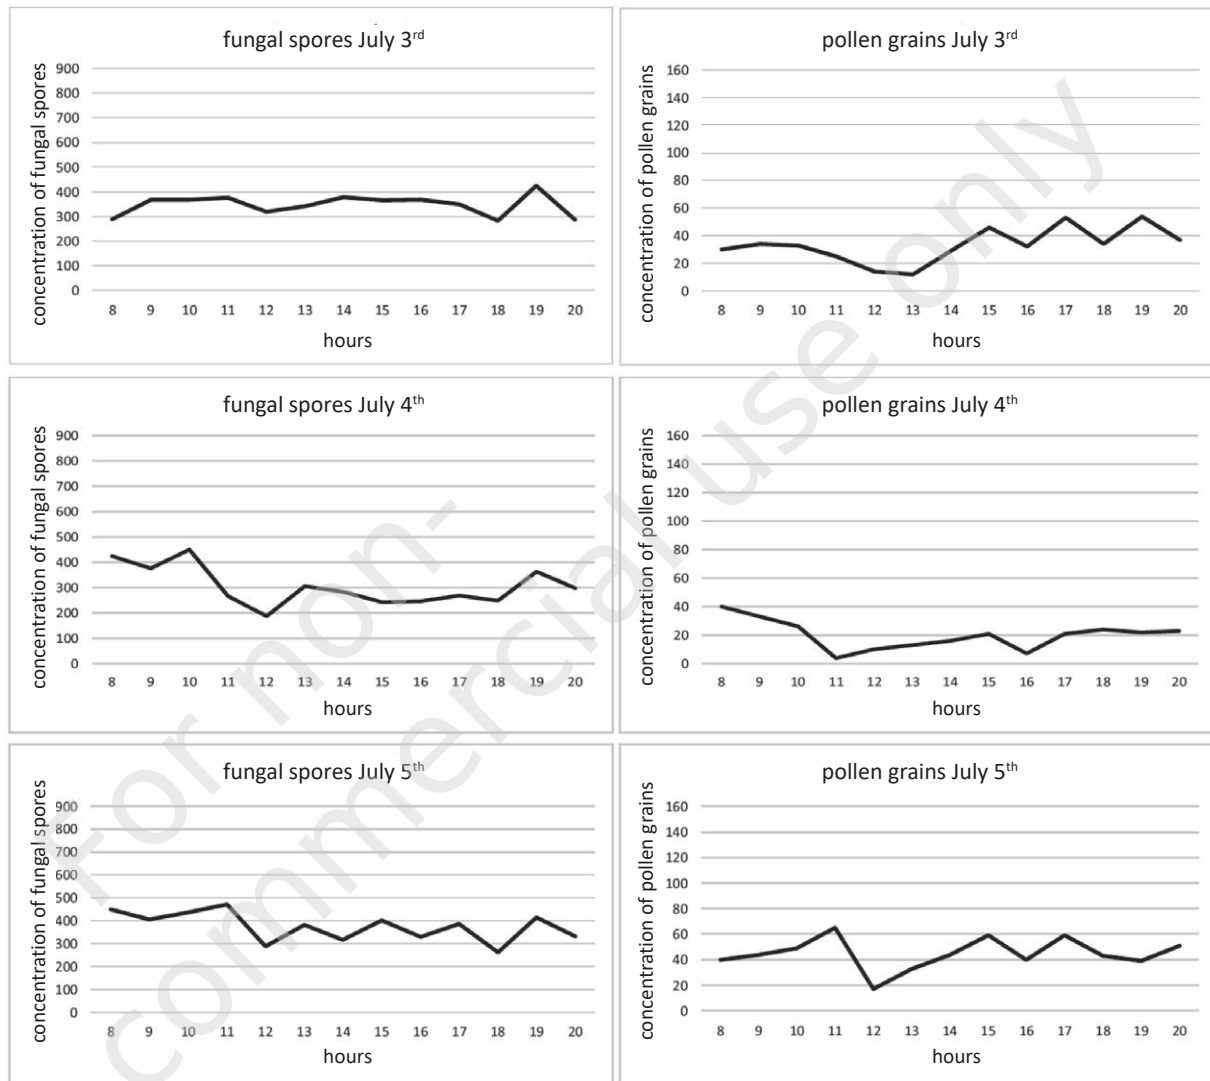 fungal spores July 3rd
concentration of fungal spores
900
800
700
600
500
400
300
200
100
0
8 9 10 11 12 13 14 15 16 17 18 19 20
hours
pollen grains July 3rd
concentration of pollen grains
160
140
120
100
80
60
40
20
0
8 9 10 11 12 13 14 15 16 17 18 19 20
hours
fungal spores July 4th
concentration of fungal spores
900
800
700
600
500
400
300
200
100
0
8 9 10 11 12 13 14 15 16 17 18 19 20
hours
pollen grains July 4th
concentration of pollen grains
160
140
120
100
80
60
40
20
0
8 9 10 11 12 13 14 15 16 17 18 19 20
hours
fungal spores July 5th
concentration of fungal spores
900
800
700
600
500
400
300
200
100
0
8 9 10 11 12 13 14 15 16 17 18 19 20
hours
pollen grains July 5th
concentration of pollen grains
160
140
120
100
80
60
40
20
0
8 9 10 11 12 13 14 15 16 17 18 19 20
hours
For non-
commercial use only